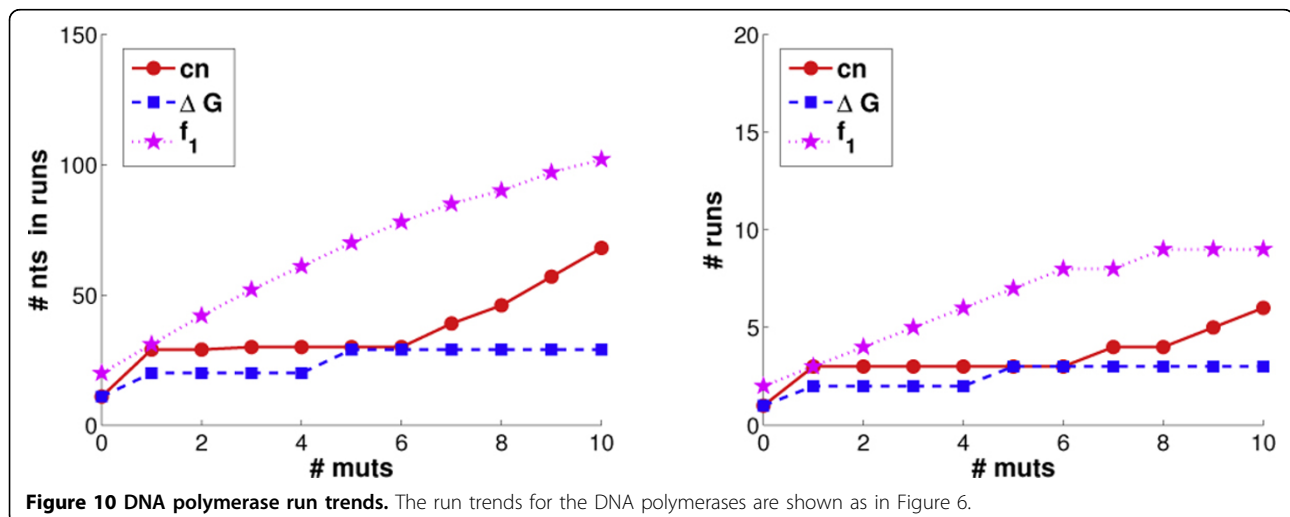 150
100
50
0
# nts in runs
cn
Δ G
f₁
0 2 4 6 8 10
# muts
20
15
10
5
0
# runs
cn
Δ G
f₁
0 2 4 6 8 10
# muts
Figure 10 DNA polymerase run trends. The run trends for the DNA polymerases are shown as in Figure 6.